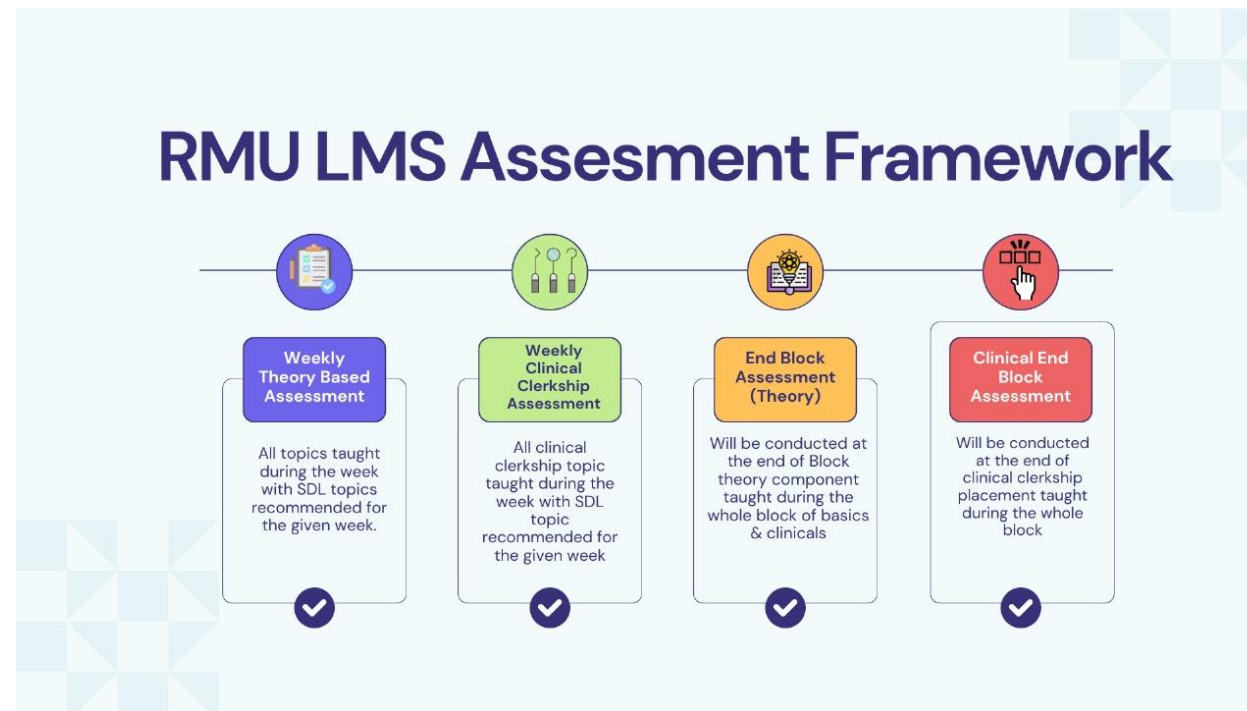 RMU LMS Assesment Framework
Weekly
Theory Based
Assessment
All topics taught
during the week
with SDL topics
recommended for
the given week.
Weekly
Clinical
Clerkship
Assessment
All clinical
clerkship topic
taught during the
week with SDL
topic
recommended for
the given week
End Block
Assessment
(Theory)
Will be conducted at
the end of Block
theory component
taught during the
whole block of basics
& clinicals
Clinical End
Block
Assessment
Will be conducted
at the end of
clinical clerkship
placement taught
during the whole
block